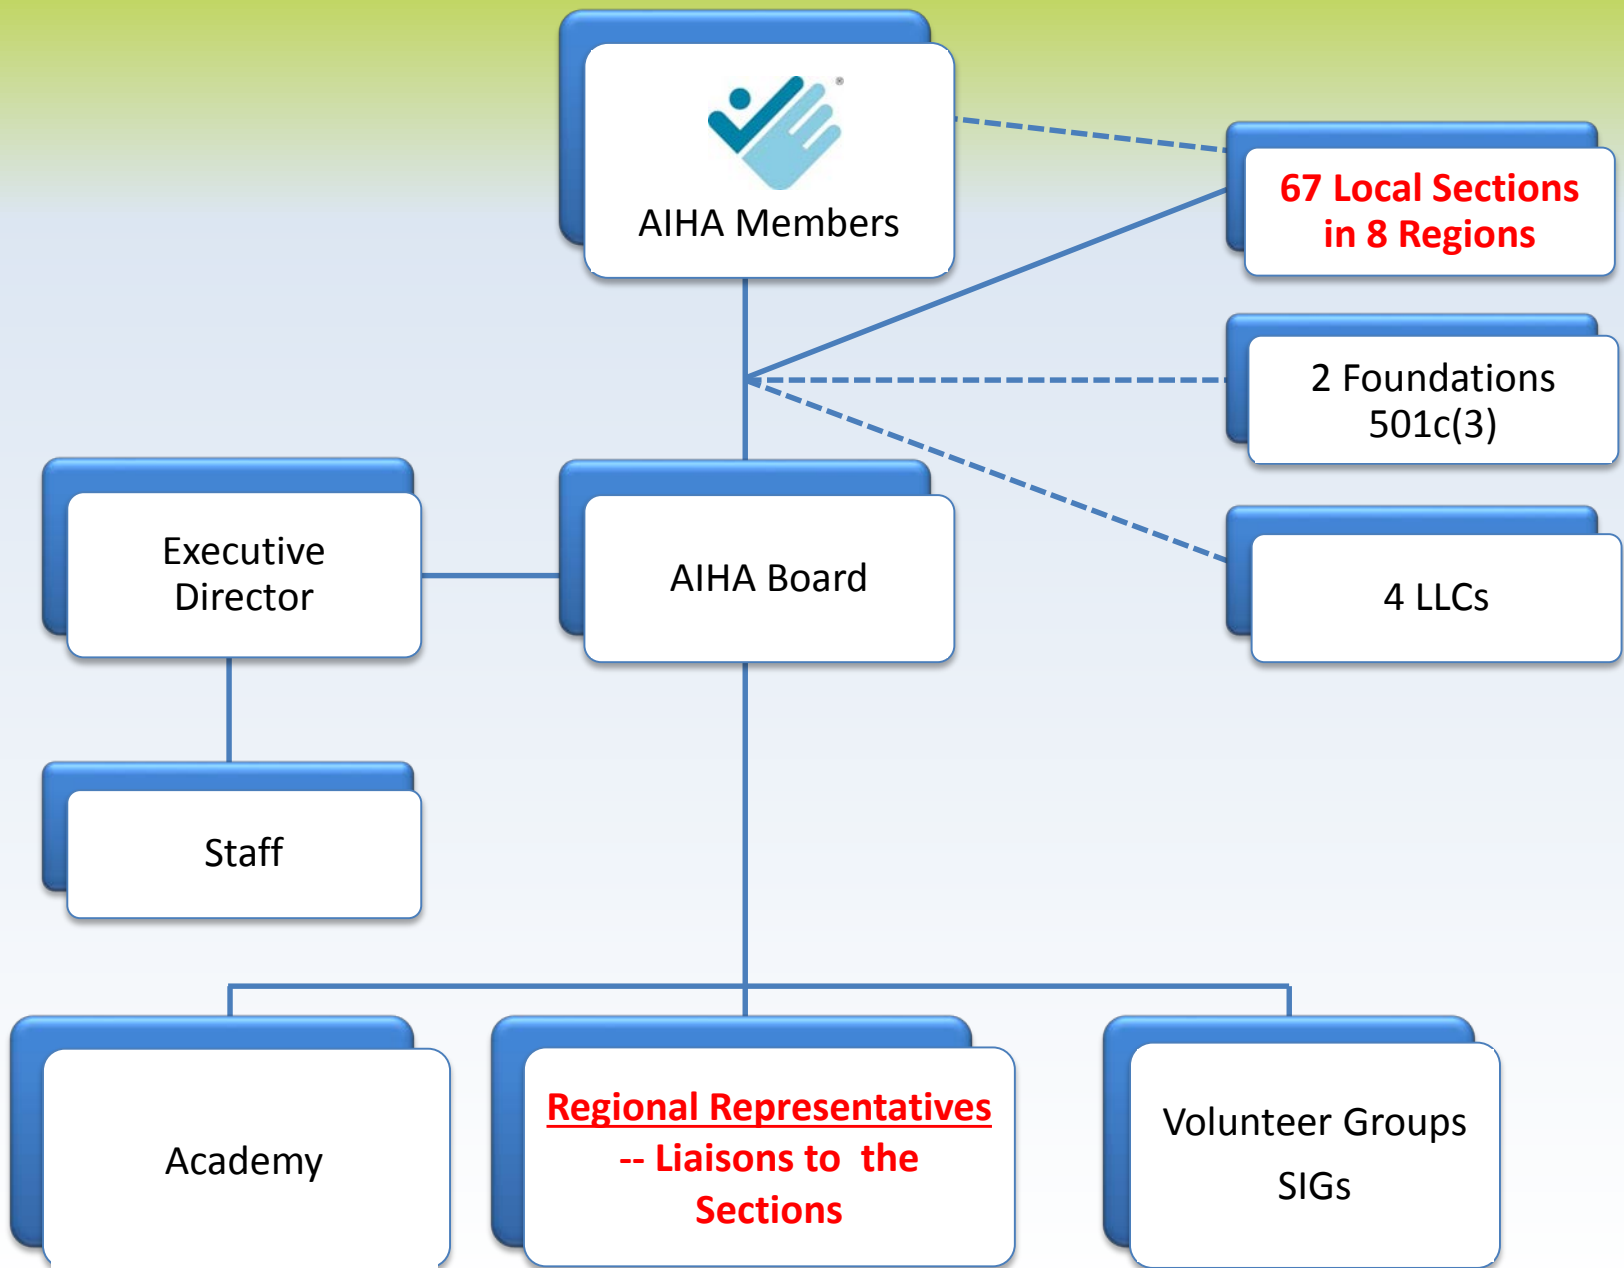 ®
AIHA Members
67 Local Sections
in 8 Regions
2 Foundations
501c(3)
Executive
Director
AIHA Board
4 LLCs
Staff
Academy
Regional Representatives
-- Liaisons to  the
Sections
Volunteer Groups
SIGs